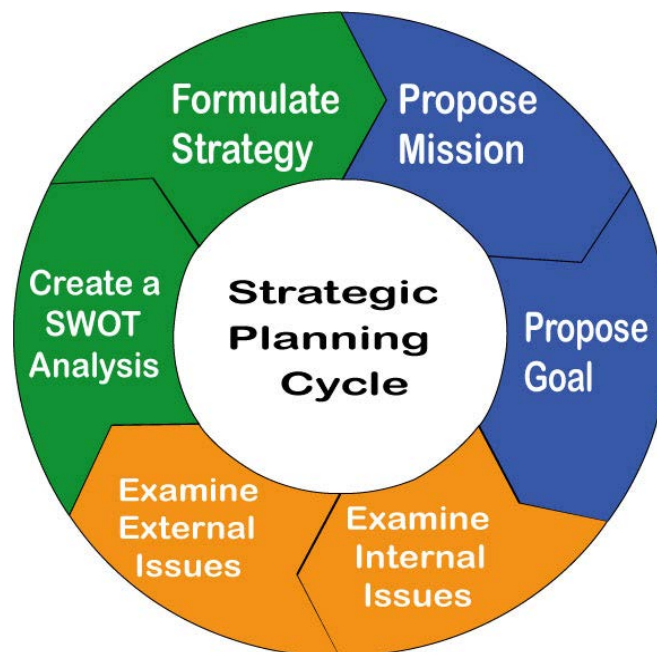 Formulate
Strategy
Propose
Mission
Propose
Goal
Examine
Internal
Issues
Examine
External
Issues
Create a
SWOT
Analysis
Strategic
Planning
Cycle